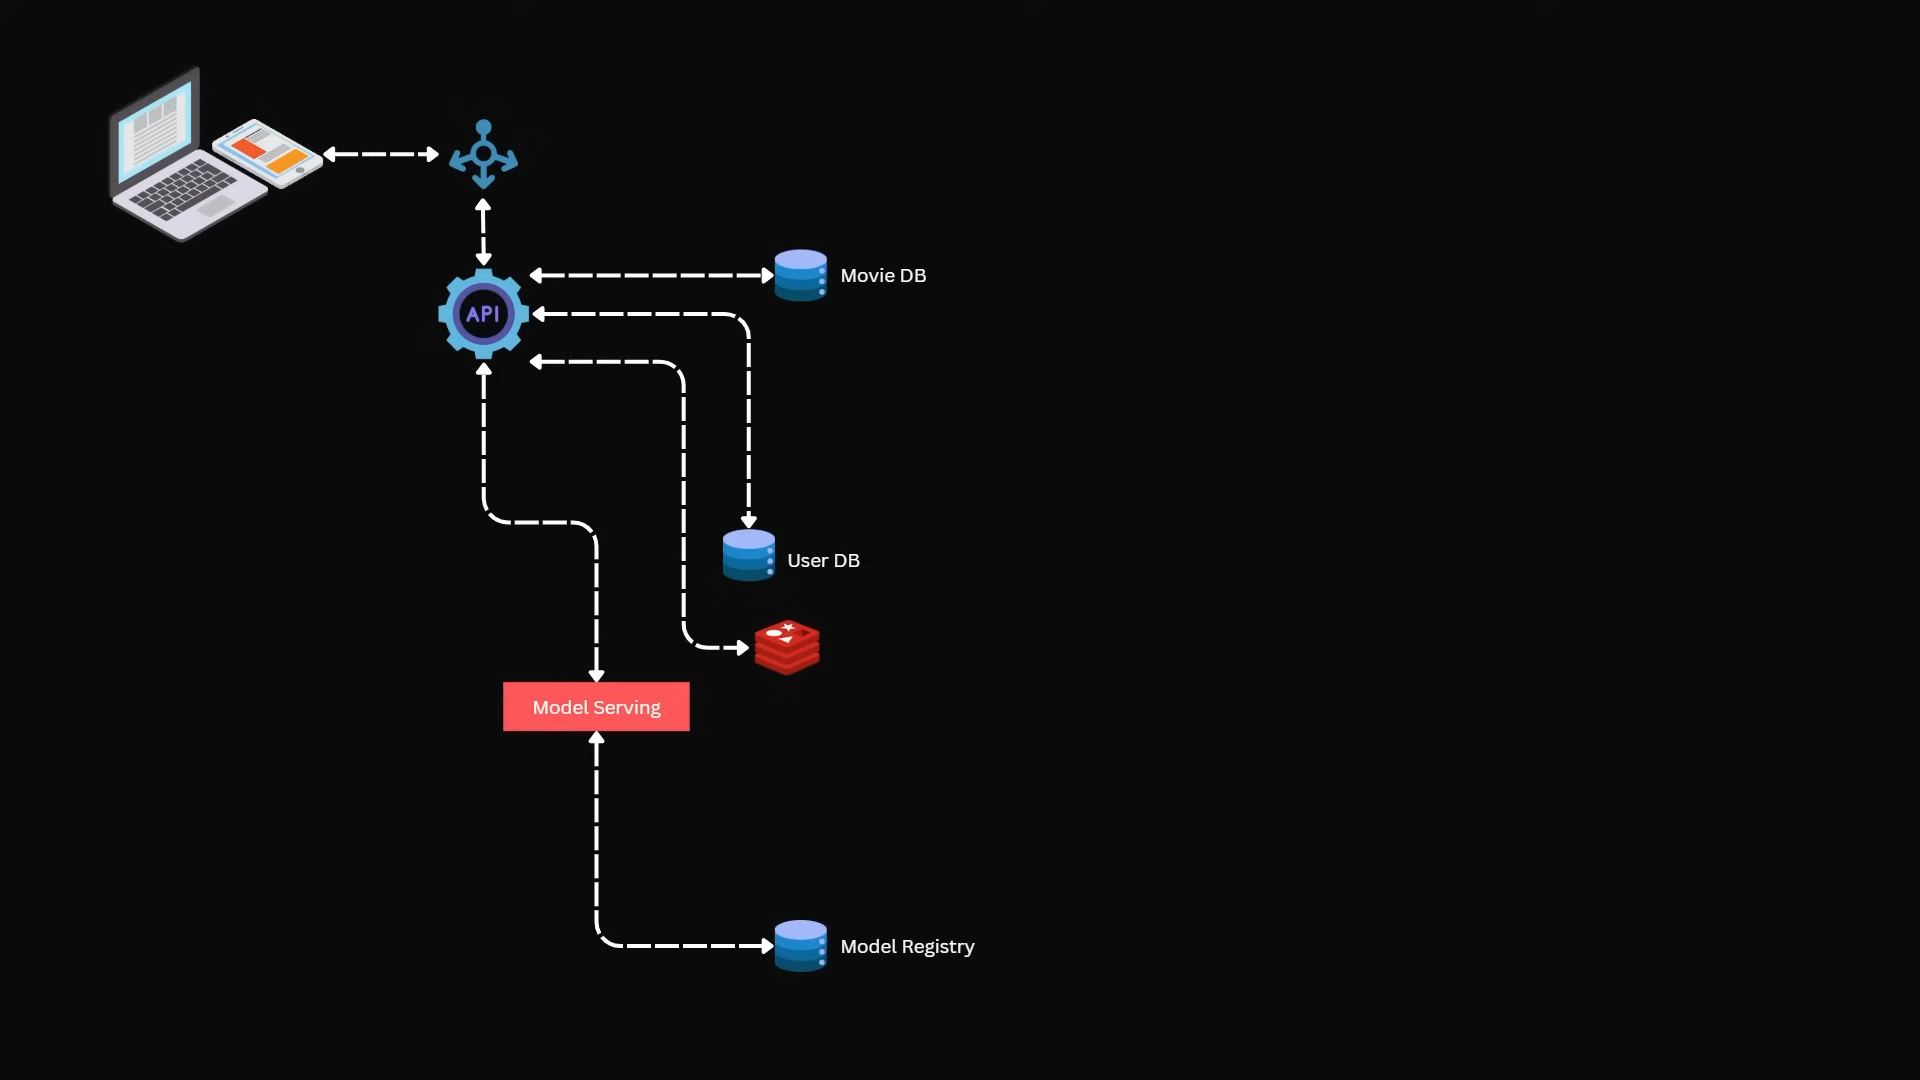 API
Movie DB
User DB
Model Serving
Model Registry